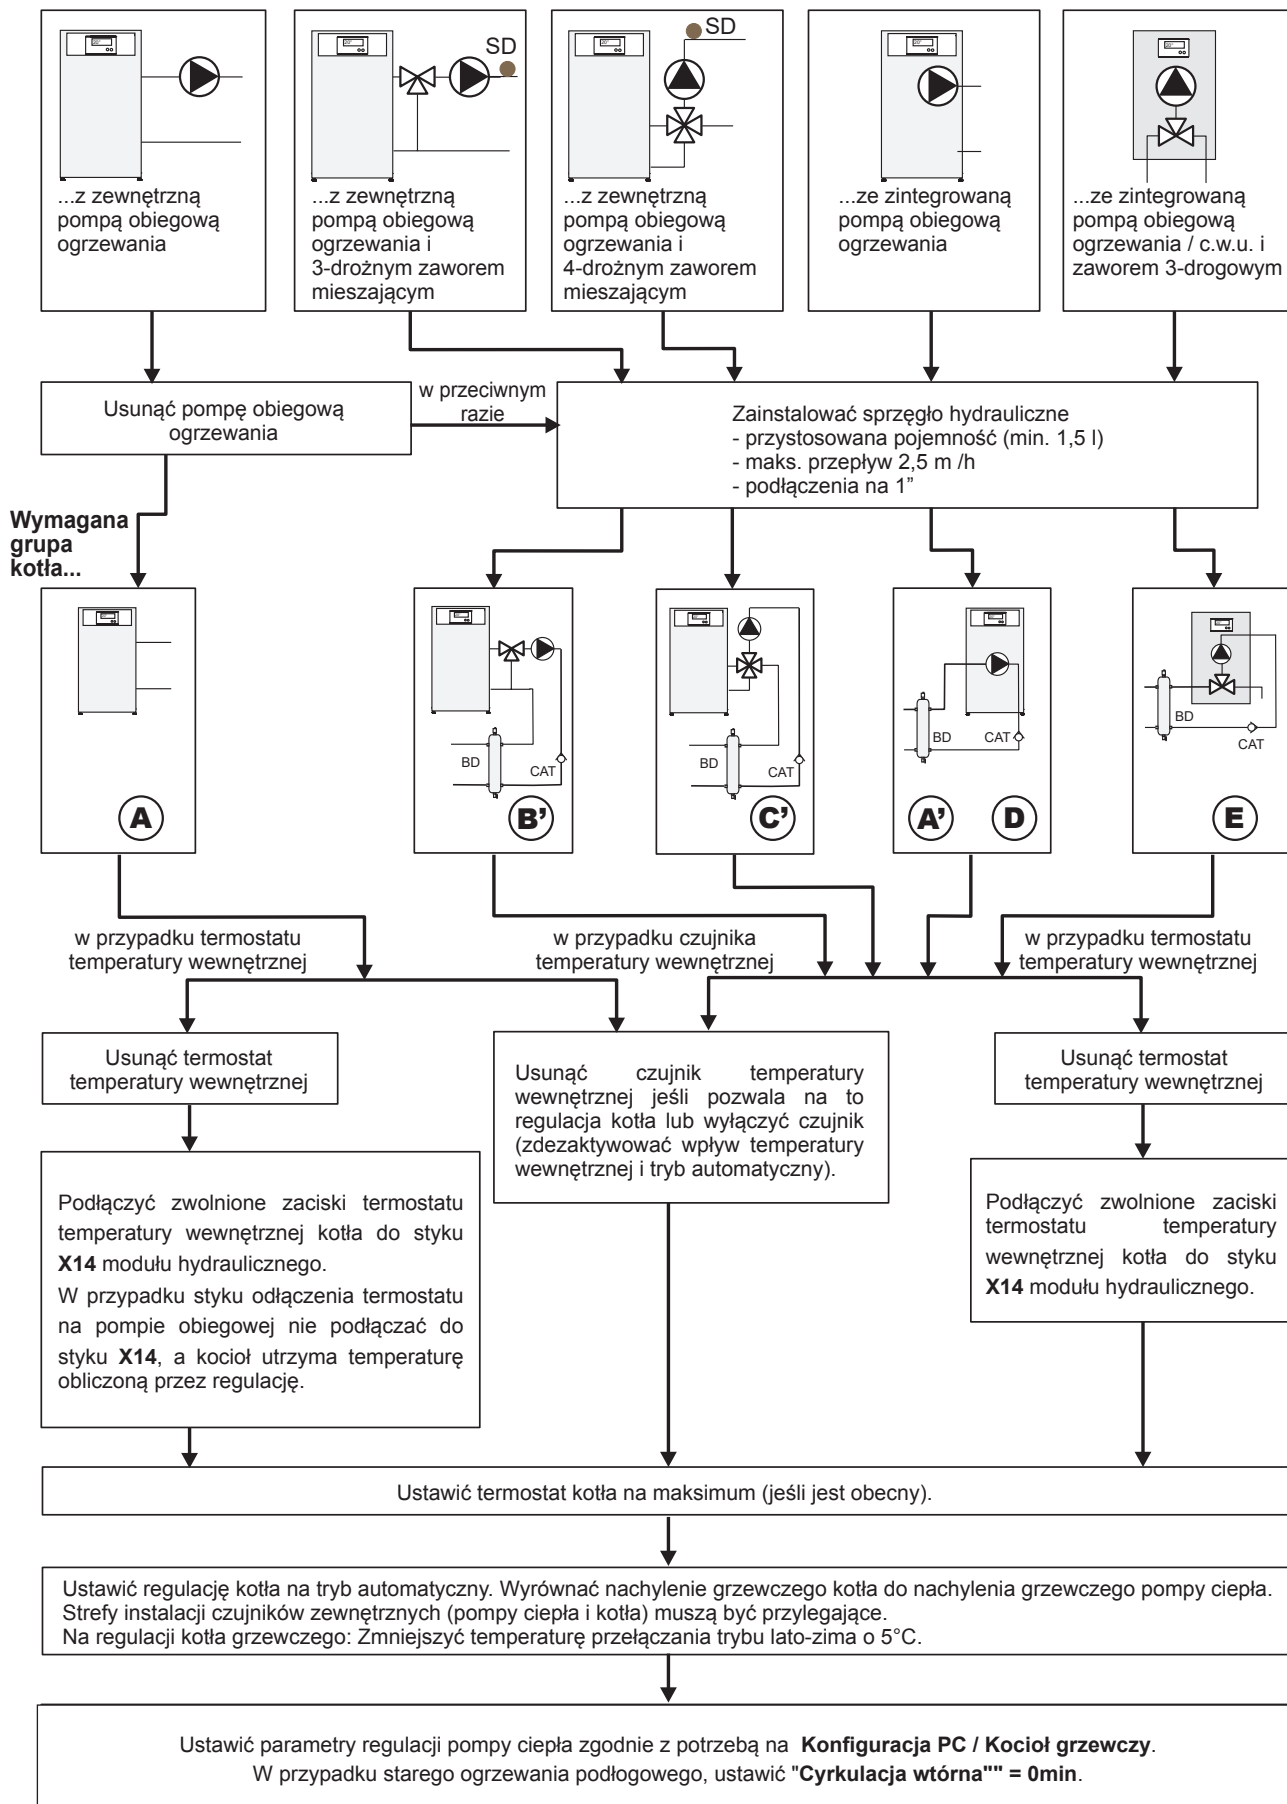 SD
SD
...z zewnętrzną
pompą obiegową
ogrzewania
...z zewnętrzną
pompą obiegową
ogrzewania i
3-drożnym zaworem
mieszającym
...z zewnętrzną
pompą obiegową
ogrzewania i
4-drożnym zaworem
mieszającym
...ze zintegrowaną
pompą obiegową
ogrzewania
...ze zintegrowaną
pompą obiegową
ogrzewania / c.w.u. i
zaworem 3-drogowym
Usunąć pompę obiegową
ogrzewania
w przeciwnym
razie
Zainstalować sprzęgło hydrauliczne
- przystosowana pojemność (min. 1,5 l)
- maks. przepływ 2,5 m /h
- podłączenia na 1”
Wymagana
grupa
kotła...
A
BD
CAT
B’
BD
CAT
C’
BD
CAT
A’
D
BD
CAT
E
w przypadku termostatu
temperatury wewnętrznej
w przypadku czujnika
temperatury wewnętrznej
w przypadku termostatu
temperatury wewnętrznej
Usunąć termostat
temperatury wewnętrznej
Usunąć czujnik temperatury
wewnętrznej jeśli pozwala na to
regulacja kotła lub wyłączyć czujnik
(zdezaktywować wpływ temperatury
wewnętrznej i tryb automatyczny).
Usunąć termostat
temperatury wewnętrznej
Podłączyć zwolnione zaciski termostatu
temperatury wewnętrznej kotła do styku
X14 modułu hydraulicznego.
W przypadku styku odłączenia termostatu
na pompie obiegowej nie podłączać do
styku X14, a kocioł utrzyma temperaturę
obliczoną przez regulację.
Podłączyć zwolnione zaciski
termostatu temperatury
wewnętrznej kotła do styku
X14 modułu hydraulicznego.
Ustawić termostat kotła na maksimum (jeśli jest obecny).
Ustawić regulację kotła na tryb automatyczny. Wyrównać nachylenie grzewczego kotła do nachylenia grzewczego pompy ciepła.
Strefy instalacji czujników zewnętrznych (pompy ciepła i kotła) muszą być przylegające.
Na regulacji kotła grzewczego: Zmniejszyć temperaturę przełączania trybu lato-zima o 5°C.
Ustawić parametry regulacji pompy ciepła zgodnie z potrzebą na Konfiguracja PC / Kocioł grzewczy.
W przypadku starego ogrzewania podłogowego, ustawić "Cyrkulacja wtórna"" = 0min.